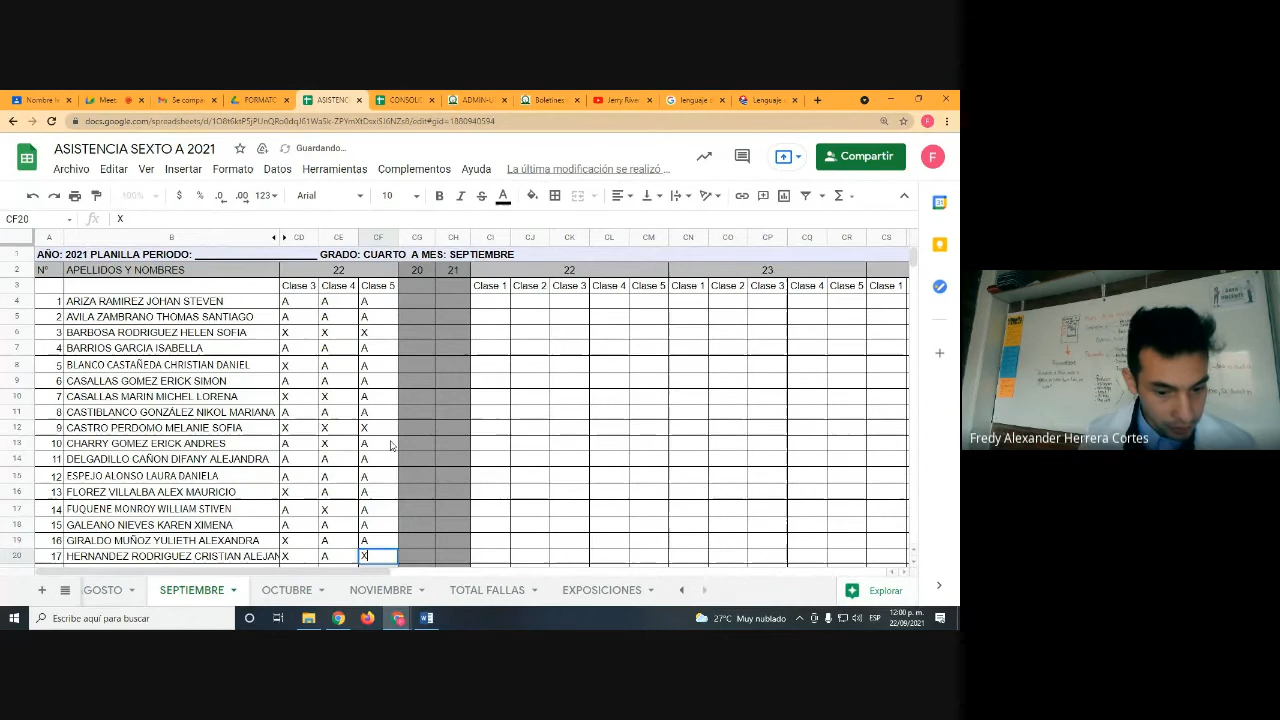 Nombre l
Meet:
Se compa
FORMATO
ASISTENC
CONSOLID
ADMIN-U
Boletines
Jerry River
lenguaje c
Lenguaje c
docs.google.com/spreadsheets/d/
/edit#gid=1880940594
ASISTENCIA SEXTO A 2021
Guardando...
Archivo Editar Ver Insertar Formato Datos Herramientas Complementos Ayuda La última modificación se realizó ...
Compartir
F
100% $ % .0 .00 123 Arial 10 B I S A
CF20 fx X
A B CD CE CF CG CH CI CJ CK CL CM CN CO CP CQ CR CS
1 AÑO: 2021 PLANILLA PERIODO: ______________________ GRADO: CUARTO A MES: SEPTIEMBRE
2 N° APELLIDOS Y NOMBRES 22 20 21 22 23
3 Clase 3 Clase 4 Clase 5 Clase 1 Clase 2 Clase 3 Clase 4 Clase 5 Clase 1 Clase 2 Clase 3 Clase 4 Clase 5 Clase 1
4 1 ARIZA RAMIREZ JOHAN STEVEN A A A
5 2 AVILA ZAMBRANO THOMAS SANTIAGO A A A
6 3 BARBOSA RODRIGUEZ HELEN SOFIA X X X
7 4 BARRIOS GARCIA ISABELLA A A A
8 5 BLANCO CASTAÑEDA CHRISTIAN DANIEL X A A
9 6 CASALLAS GOMEZ ERICK SIMON A A A
10 7 CASALLAS MARIN MICHEL LORENA X X A
11 8 CASTIBLANCO GONZÁLEZ NIKOL MARIANA A A A
12 9 CASTRO PERDOMO MELANIE SOFIA X X X
13 10 CHARRY GOMEZ ERICK ANDRES A X A
14 11 DELGADILLO CAÑON DIFANY ALEJANDRA A A A
15 12 ESPEJO ALONSO LAURA DANIELA A A A
16 13 FLOREZ VILLALBA ALEX MAURICIO X A A
17 14 FUQUENE MONROY WILLIAM STIVEN A X A
18 15 GALEANO NIEVES KAREN XIMENA A A A
19 16 GIRALDO MUÑOZ YULIETH ALEXANDRA X A A
20 17 HERNANDEZ RODRIGUEZ CRISTIAN ALEJAN X A X
GOSTO SEPTIEMBRE OCTUBRE NOVIEMBRE TOTAL FALLAS EXPOSICIONES Explorar
Escribe aquí para buscar
27°C Muy nublado ESP
12:00 p. m.
22/09/2021
Fredy Alexander Herrera Cortes